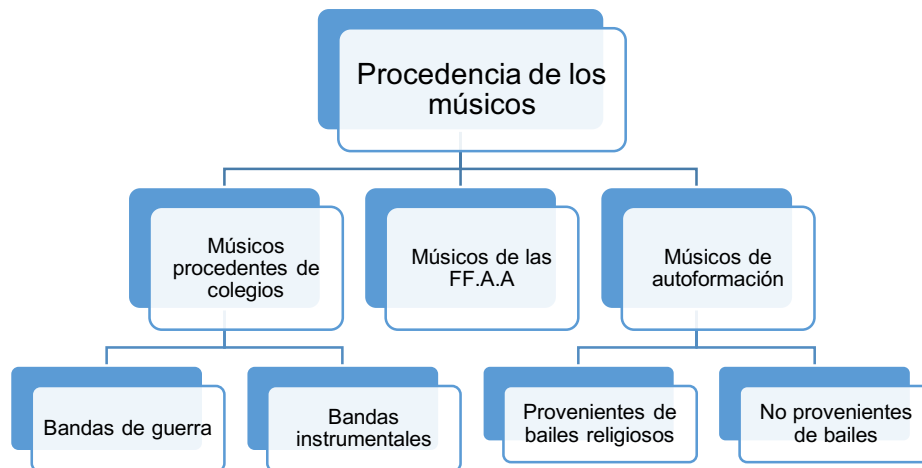 Procedencia de los
músicos
Músicos
procedentes de
colegios
Músicos de las
FF.A.A
Músicos de
autoformación
Bandas de guerra
Bandas
instrumentales
Provenientes de
bailes religiosos
No provenientes
de bailes